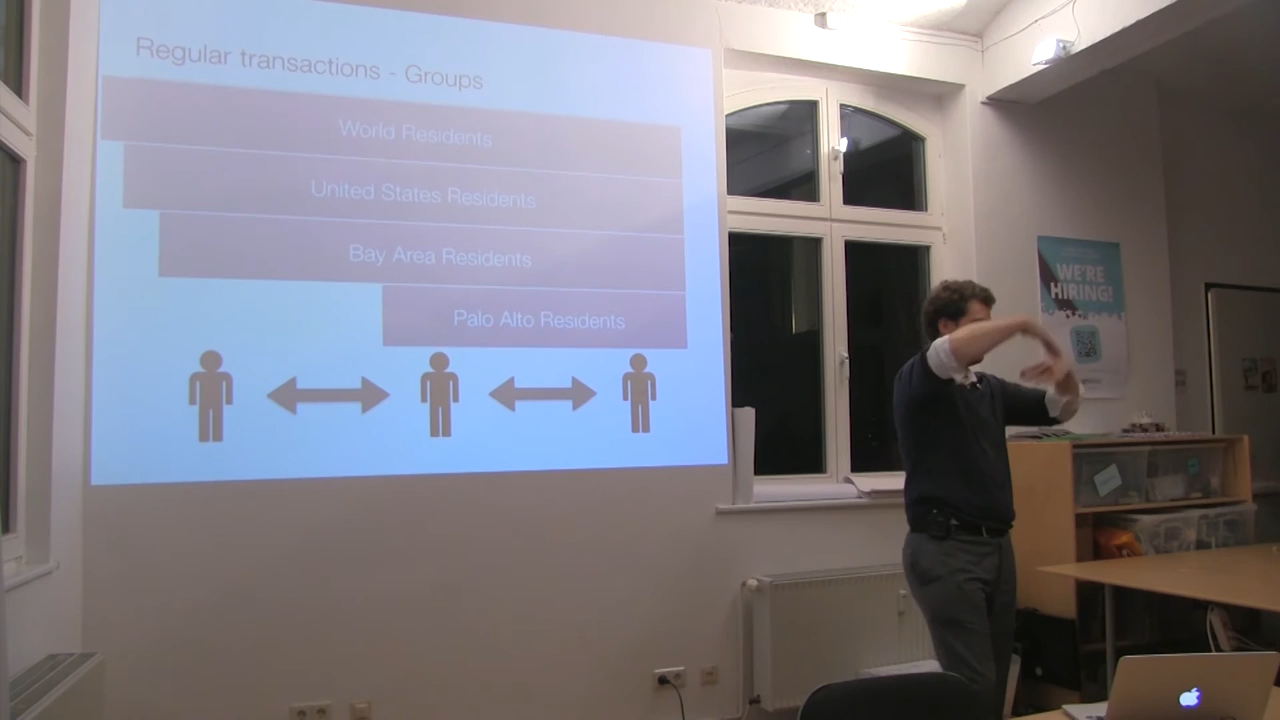 Regular transactions - Groups
World Residents
United States Residents
Bay Area Residents
Palo Alto Residents
WE'RE
HIRING!